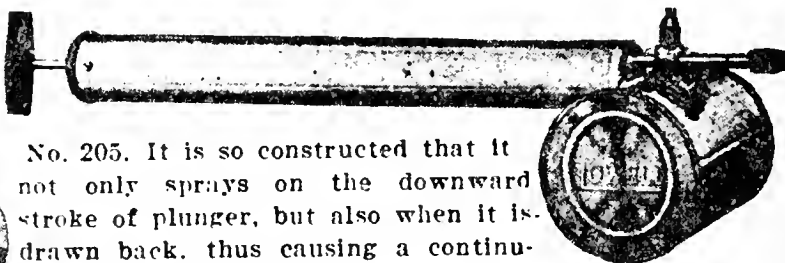 No. 205. It is so constructed that it
not only sprays on the downward
stroke of plunger, but also when it is
drawn back, thus causing a continu-